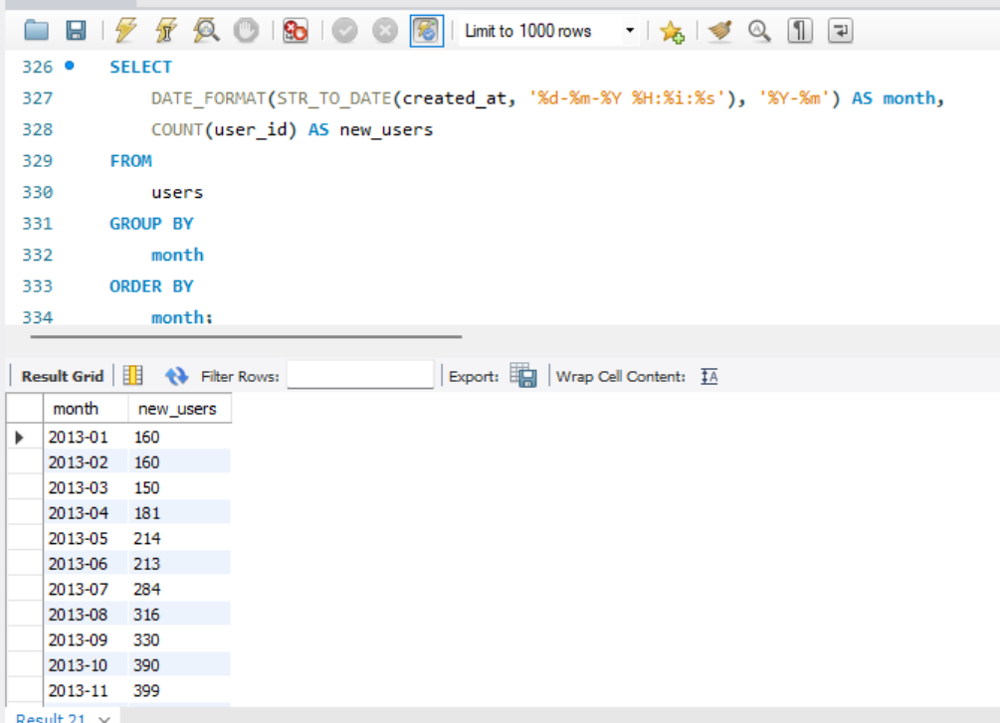 Limit to 1000 rows
326 SELECT
327 DATE_FORMAT(STR_TO_DATE(created_at, '%d-%m-%Y %H:%i:%s'), '%Y-%m') AS month,
328 COUNT(user_id) AS new_users
329 FROM
330 users
331 GROUP BY
332 month
333 ORDER BY
334 month;
Result Grid Filter Rows: Export: Wrap Cell Content: IA
month new_users
2013-01 160
2013-02 160
2013-03 150
2013-04 181
2013-05 214
2013-06 213
2013-07 284
2013-08 316
2013-09 330
2013-10 390
2013-11 399
Result 21